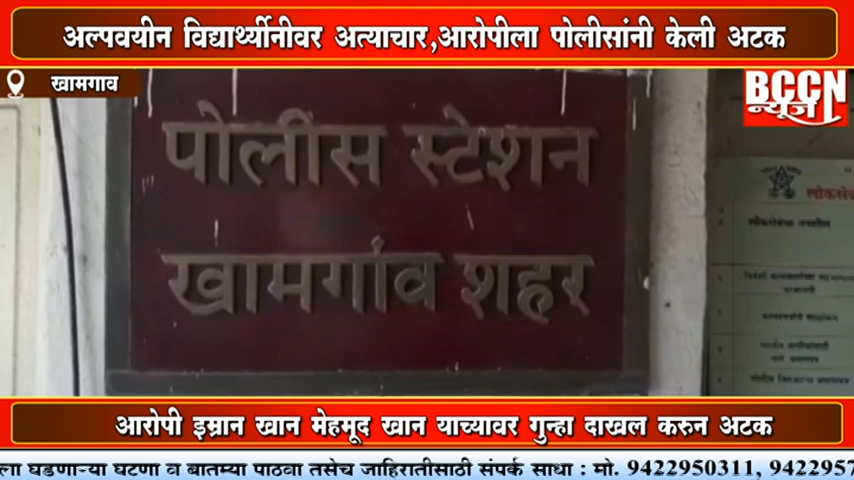 अल्पवयीन विद्यार्थ्यीनीवर अत्याचार,आरोपीला पोलीसांनी केली अटक
खामगाव
BCCN
न्यूज
पोलीस स्टेशन
खामगांव शहर
आरोपी इम्रान खान मेहमूद खान याच्यावर गुन्हा दाखल करुन अटक
ला घडणाऱ्या घटणा व बातम्या पाठवा तसेच जाहिरातीसाठी संपर्क साधा : मो. 9422950311, 942295